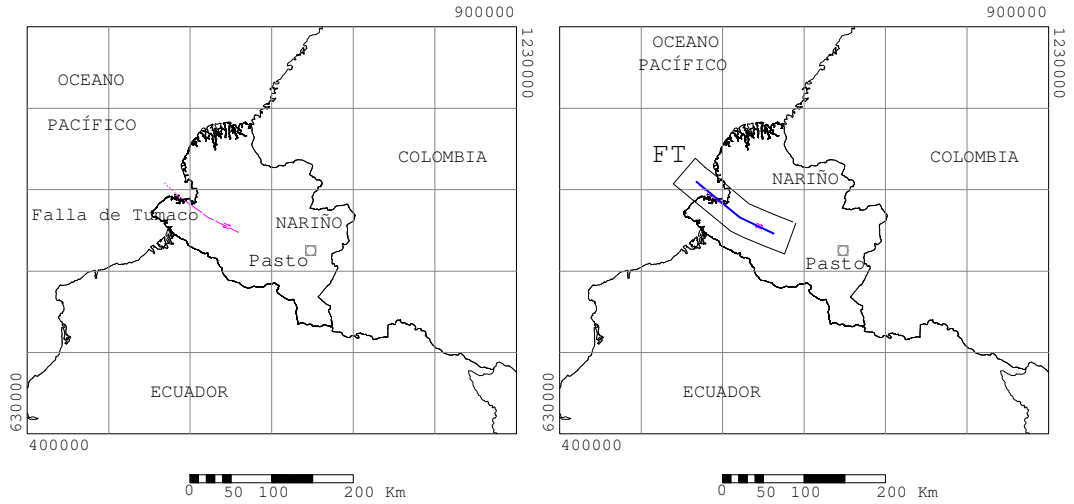 900000
1230000
OCEANO
PACÍFICO
COLOMBIA
Falla de Tumaco
NARIÑO
Pasto
ECUADOR
630000
400000
0 50 100 200 Km
900000
1230000
OCEANO
PACÍFICO
COLOMBIA
FT
NARIÑO
Pasto
ECUADOR
630000
400000
0 50 100 200 Km